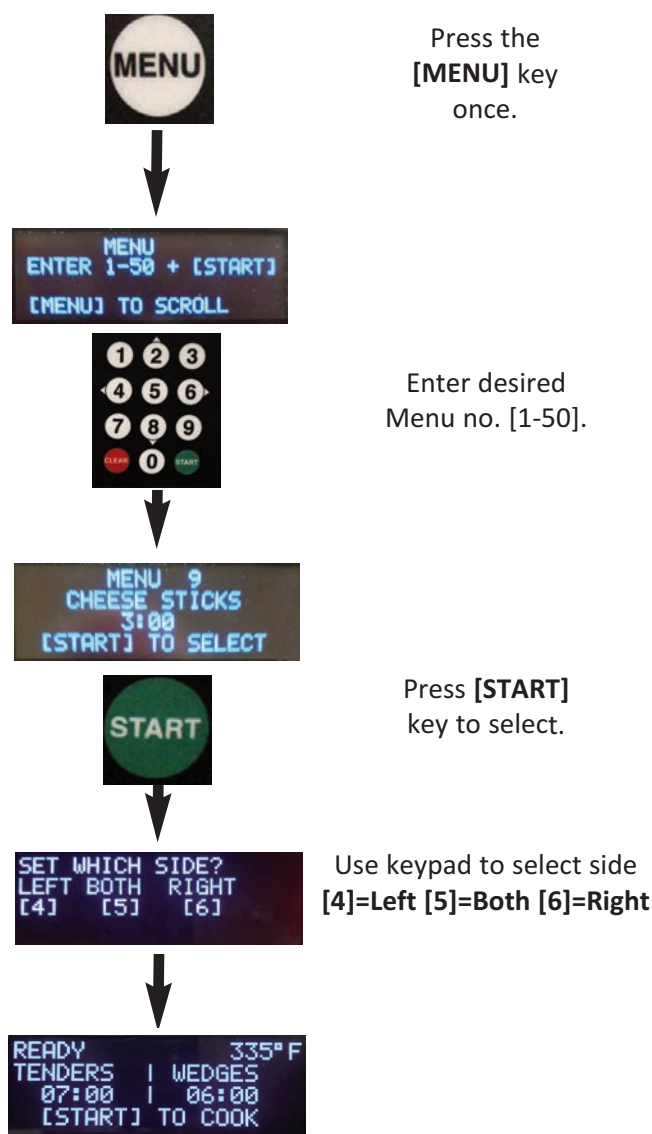 MENU
Press the
[MENU] key
once.
MENU
ENTER 1-50 + [START]
[MENU] TO SCROLL
1 2 3
4 5 6
7 8 9
CLEAR 0 START
Enter desired
Menu no. [1-50].
MENU 9
CHEESE STICKS
3:00
[START] TO SELECT
START
Press [START]
key to select.
SET WHICH SIDE?
LEFT BOTH RIGHT
[4] [5] [6]
Use keypad to select side
[4]=Left [5]=Both [6]=Right
READY 335°F
TENDERS | WEDGES
07:00 | 06:00
[START] TO COOK